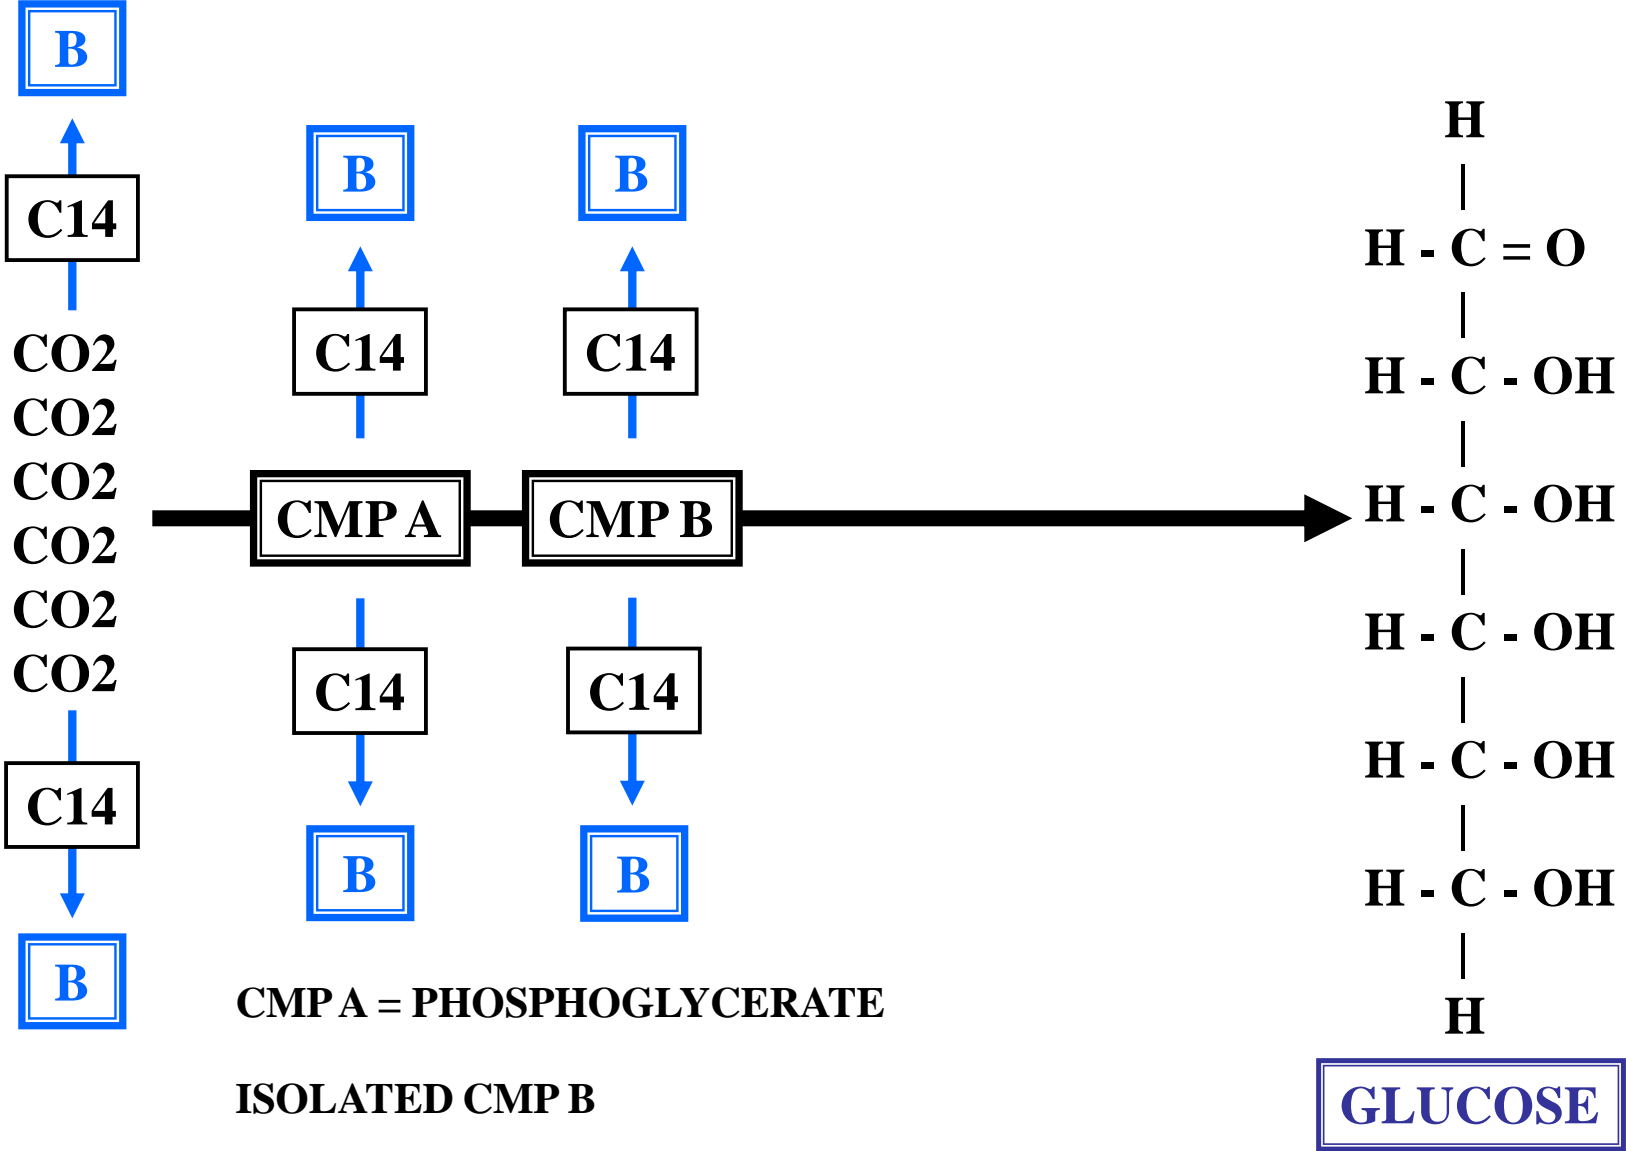 B
C14
CO2
CO2
CO2
CO2
CO2
CO2
C14
B
B
C14
CMP A
C14
B
B
C14
CMP B
C14
B
CMP A = PHOSPHOGLYCERATE
ISOLATED CMP B
H
H - C = O
H - C - OH
H - C - OH
H - C - OH
H - C - OH
H - C - OH
H
GLUCOSE